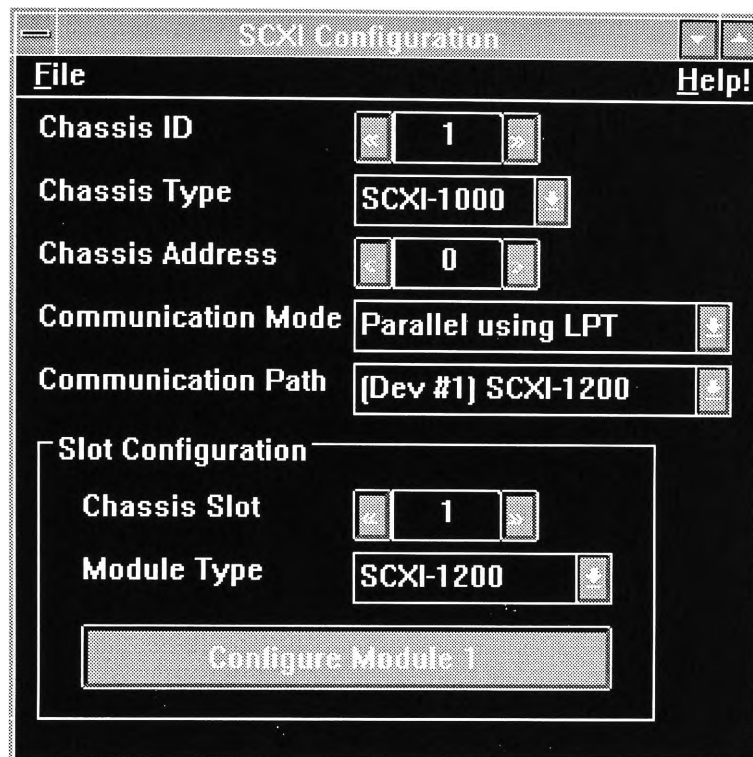 SCXI Configuration
File Help!
Chassis ID 1
Chassis Type SCXI-1000
Chassis Address 0
Communication Mode Parallel using LPT
Communication Path (Dev #1) SCXI-1200
Slot Configuration
Chassis Slot 1
Module Type SCXI-1200
Configure Module 1